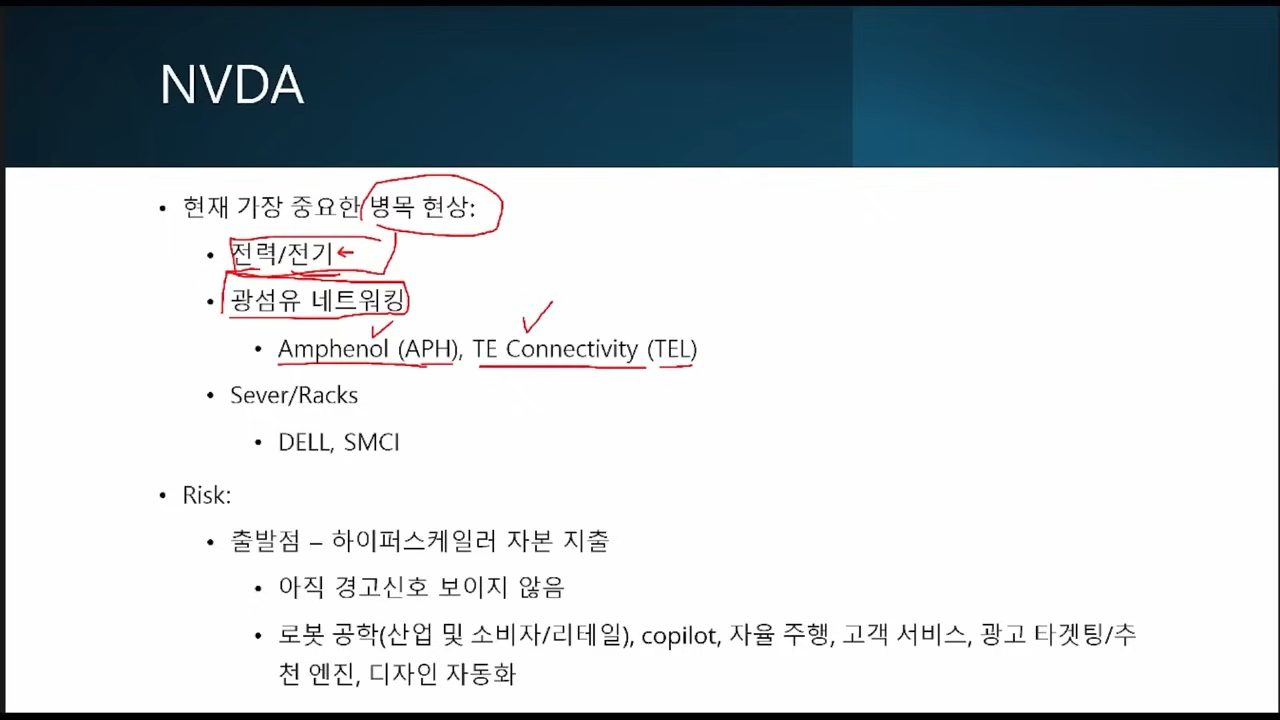 NVDA
• 현재 가장 중요한 병목 현상:
• 전력/전기
• 광섬유 네트워킹
• Amphenol (APH), TE Connectivity (TEL)
• Sever/Racks
• DELL, SMCI
• Risk:
• 출발점 – 하이퍼스케일러 자본 지출
• 아직 경고신호 보이지 않음
• 로봇 공학(산업 및 소비자/리테일), copilot, 자율 주행, 고객 서비스, 광고 타겟팅/추
천 엔진, 디자인 자동화